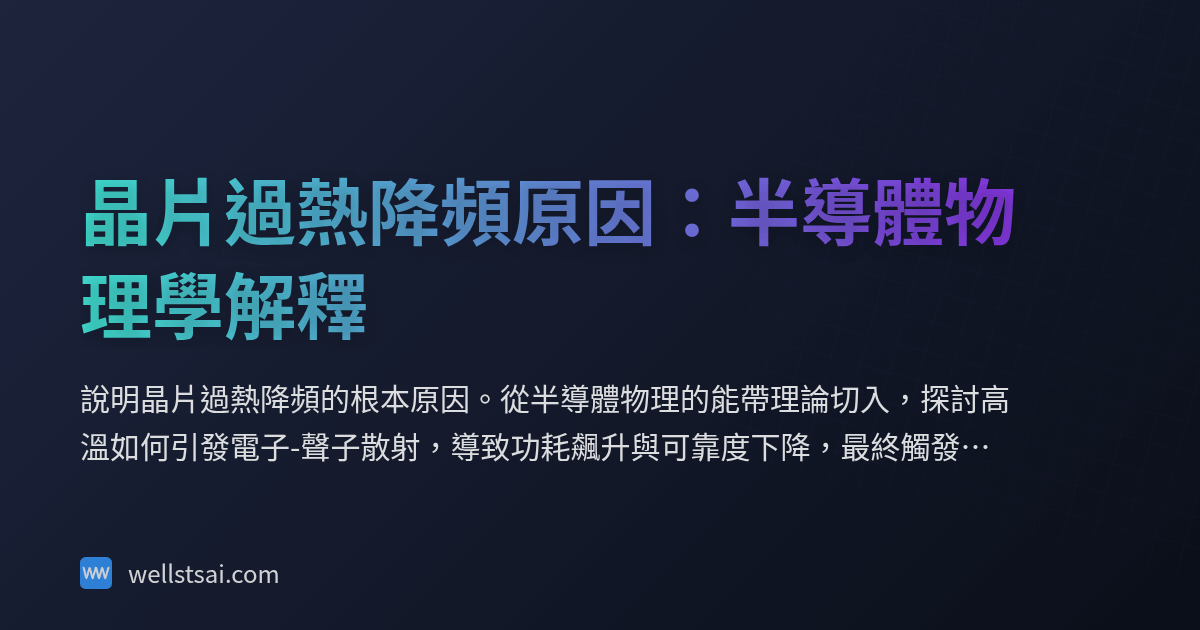 晶片過熱降頻原因：半導體物
理學解釋
說明晶片過熱降頻的根本原因。從半導體物理的能帶理論切入，探討高
溫如何引發電子-聲子散射，導致功耗飆升與可靠度下降，最終觸發…
wellstsai.com